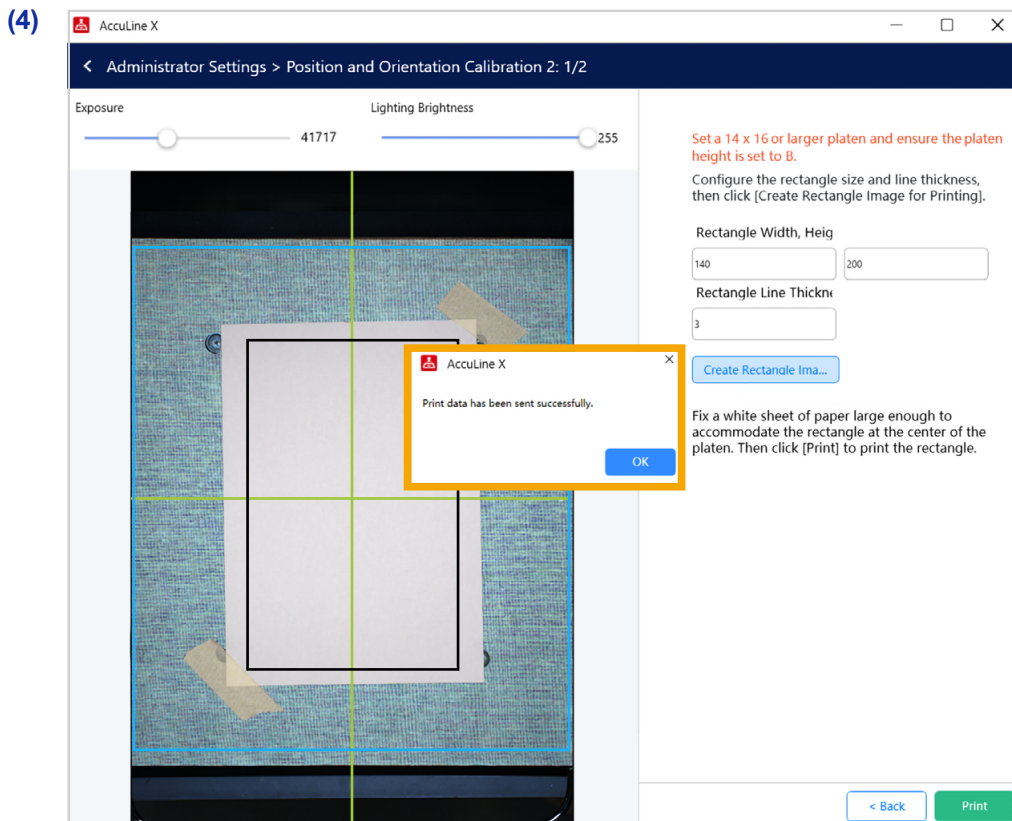 (4)
AccuLine X
Administrator Settings > Position and Orientation Calibration 2: 1/2
Exposure
41717
Lighting Brightness
255
Set a 14 x 16 or larger platen and ensure the platen
height is set to B.
Configure the rectangle size and line thickness,
then click [Create Rectangle Image for Printing].
Rectangle Width, Heig
140
200
Rectangle Line Thickne
3
Create Rectangle Ima...
Fix a white sheet of paper large enough to
accommodate the rectangle at the center of the
platen. Then click [Print] to print the rectangle.
AccuLine X
Print data has been sent successfully.
OK
< Back
Print